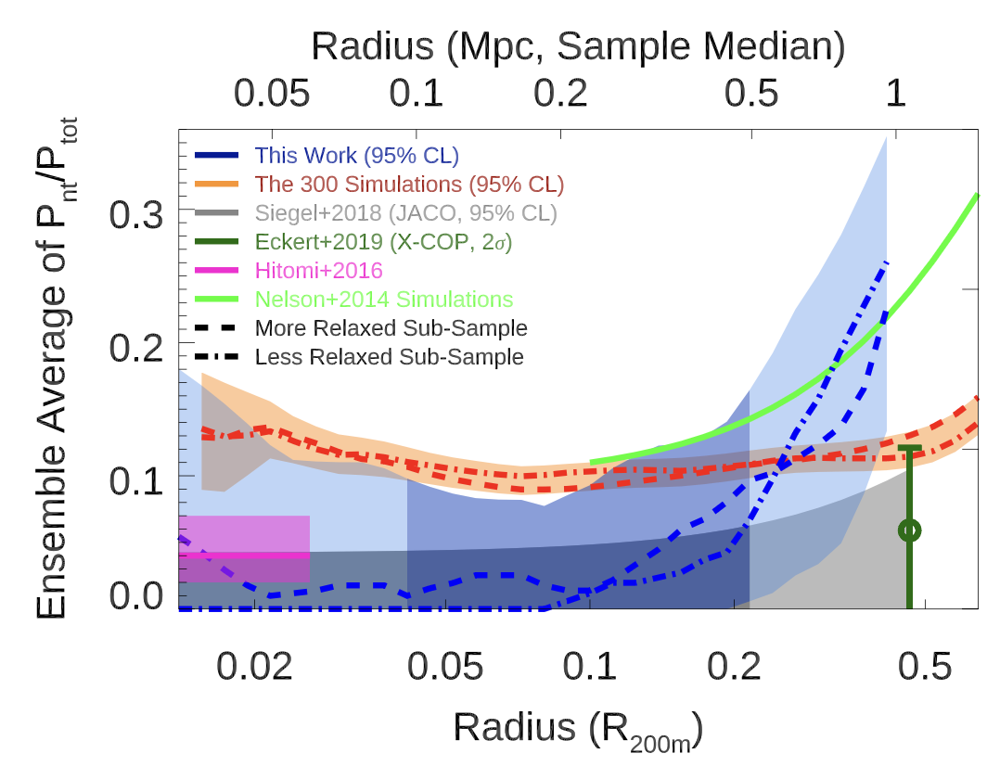 Radius (Mpc, Sample Median)
0.05 0.1 0.2 0.5 1
Ensemble Average of Pnt/Ptot
0.3
0.2
0.1
0.0
This Work (95% CL)
The 300 Simulations (95% CL)
Siegel+2018 (JACO, 95% CL)
Eckert+2019 (X-COP, 2σ)
Hitomi+2016
Nelson+2014 Simulations
More Relaxed Sub-Sample
Less Relaxed Sub-Sample
0.02 0.05 0.1 0.2 0.5
Radius (R200m)